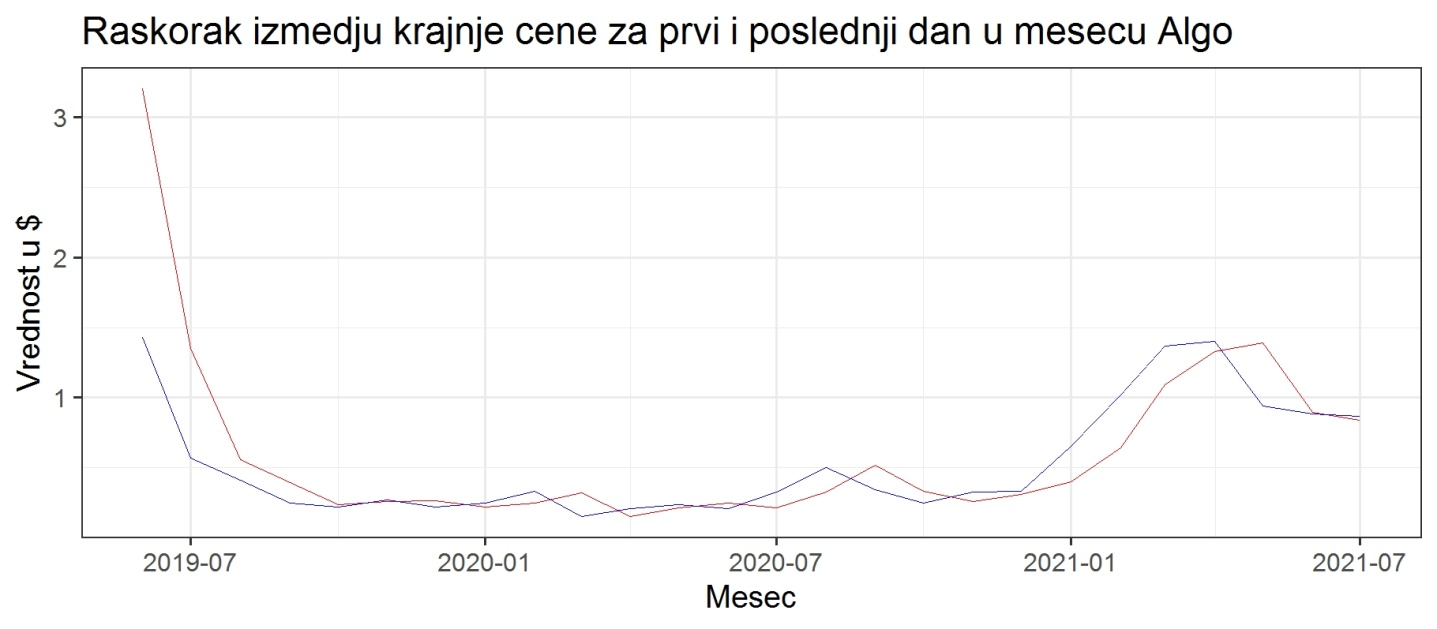 Raskorak izmedju krajnje cene za prvi i poslednji dan u mesecu Algo
Vrednost u $
3
2
1
2019-07
2020-01
2020-07
2021-01
2021-07
Mesec